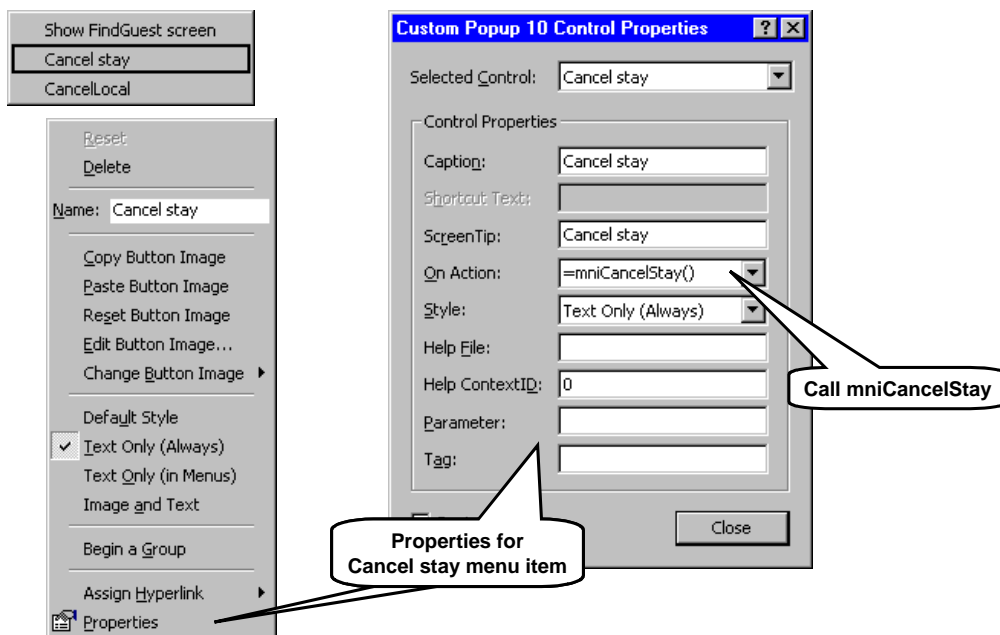 Show FindGuest screen
Cancel stay
CancelLocal
Reset
Delete
Name: Cancel stay
Copy Button Image
Paste Button Image
Reset Button Image
Edit Button Image...
Change Button Image
Default Style
Text Only (Always)
Text Only (in Menus)
Image and Text
Begin a Group
Assign Hyperlink
Properties
Custom Popup 10 Control Properties
Selected Control: Cancel stay
Control Properties
Caption: Cancel stay
Shortcut Text:
ScreenTip: Cancel stay
On Action: =mniCancelStay()
Style: Text Only (Always)
Help File:
Help ContextID: 0
Parameter:
Tag:
Close
Call mniCancelStay
Properties for
Cancel stay menu item